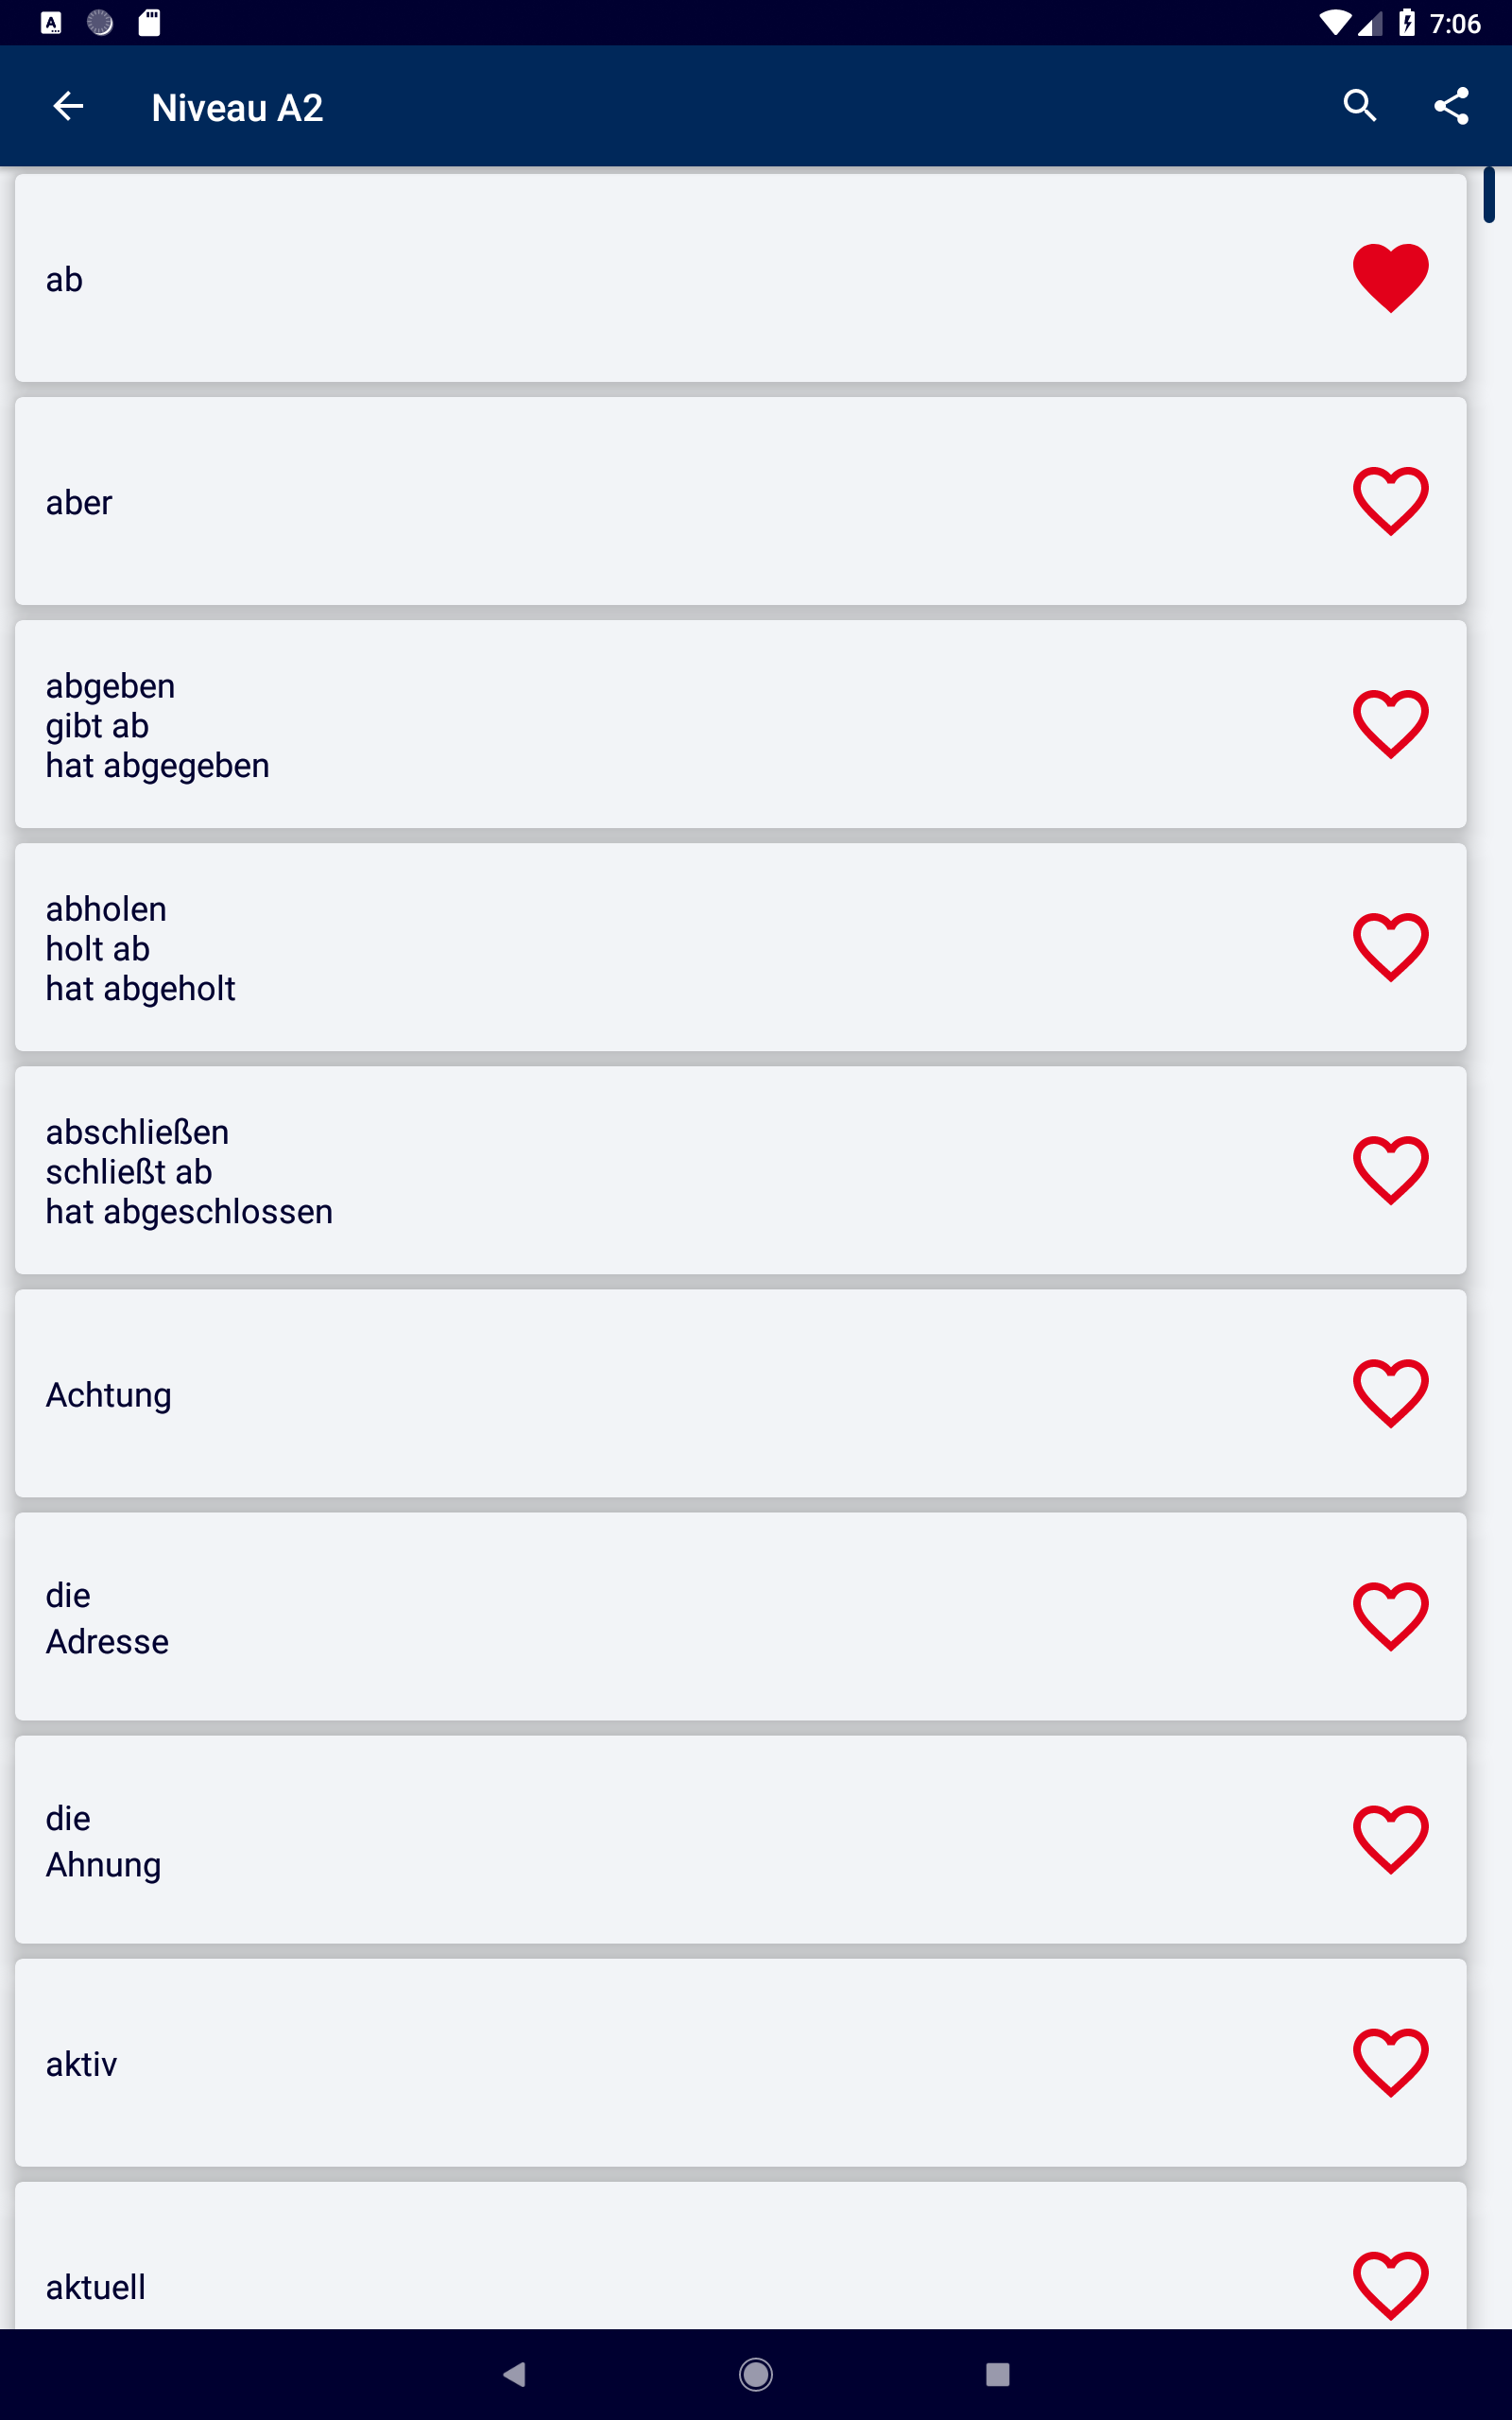 7:06
Niveau A2
ab
aber
abgeben
gibt ab
hat abgegeben
abholen
holt ab
hat abgeholt
abschließen
schließt ab
hat abgeschlossen
Achtung
die
Adresse
die
Ahnung
aktiv
aktuell